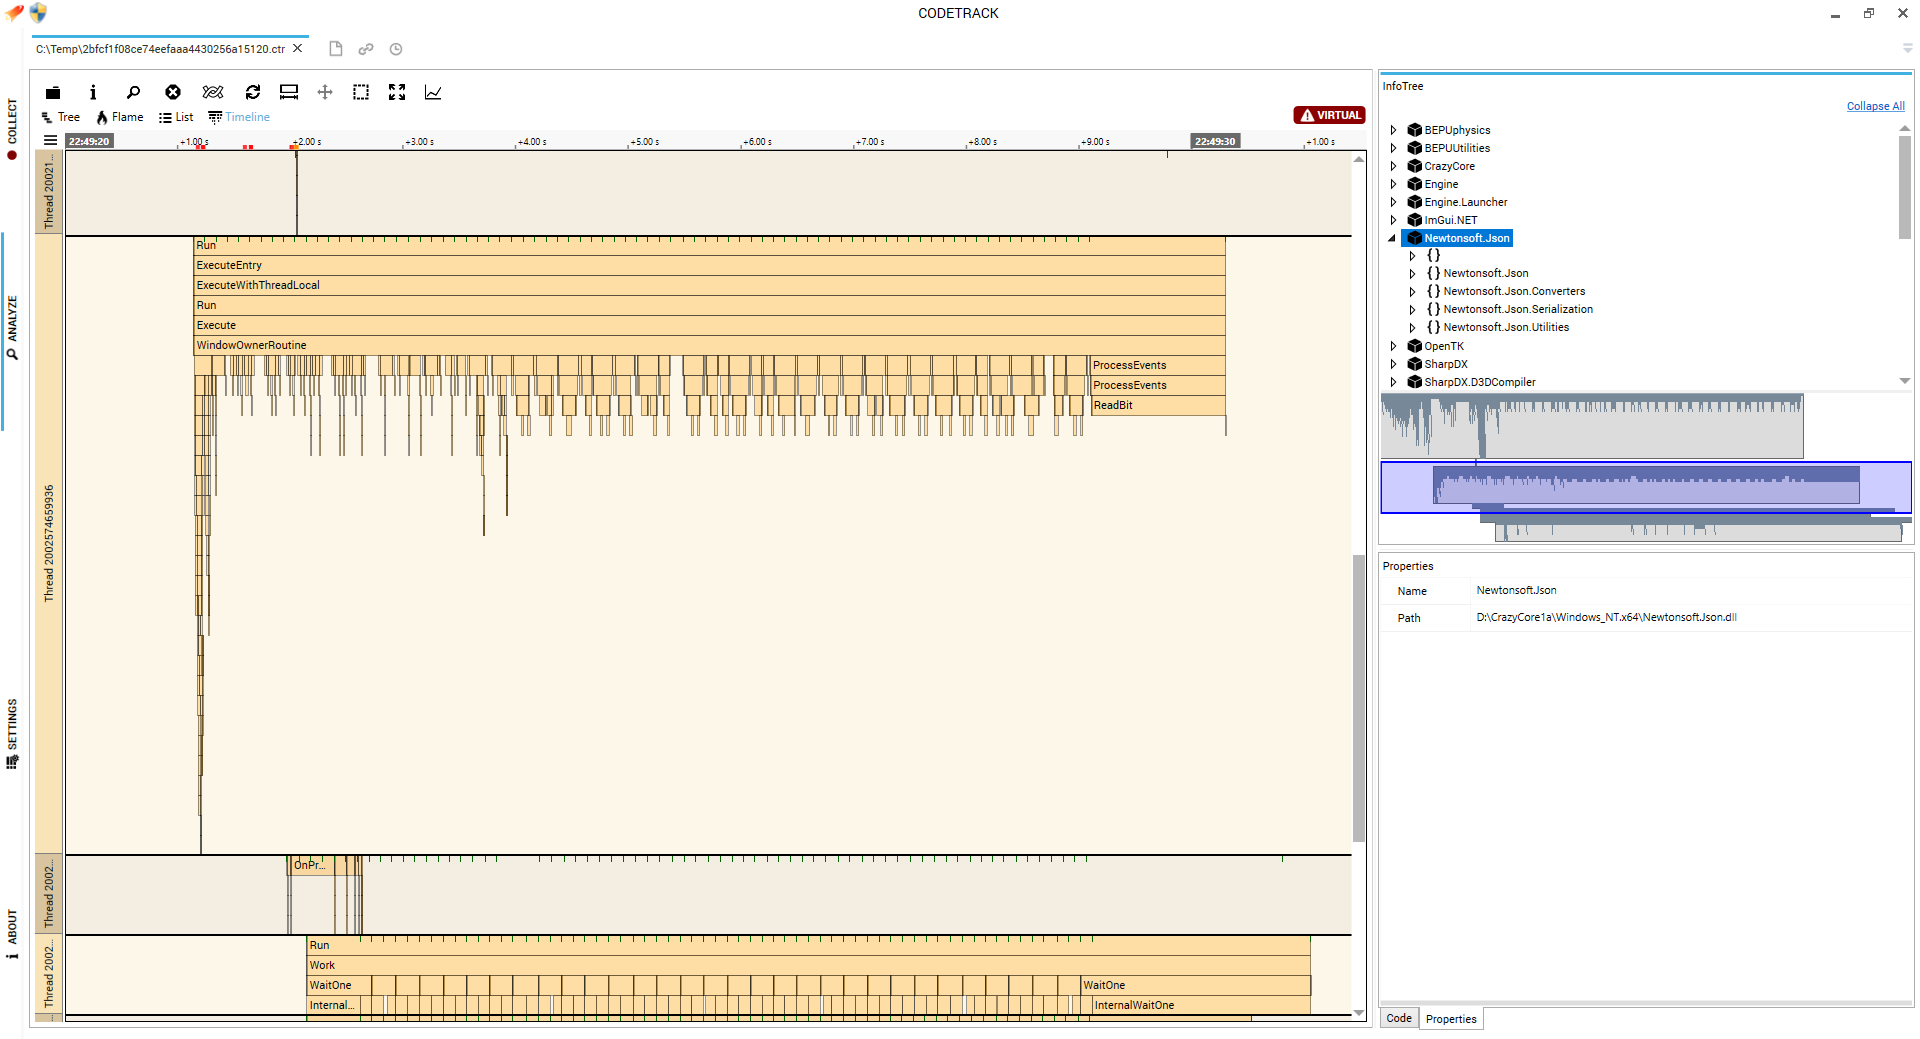 CODETRACK
C:\Temp\2bfcf1f08ce74eefaaa4430256a15120.ctr
COLLECT
ANALYZE
SETTINGS
ABOUT
Tree Flame List Timeline
VIRTUAL
22:49:20 +1.00 s +2.00 s +3.00 s +4.00 s +5.00 s +6.00 s +7.00 s +8.00 s +9.00 s 22:49:30 +1.00 s
Thread 20021...
Thread 2002574659936
Run
ExecuteEntry
ExecuteWithThreadLocal
Run
Execute
WindowOwnerRoutine
ProcessEvents
ProcessEvents
ReadBit
Thread 2002...
OnPr...
Thread 2002...
Run
Work
WaitOne WaitOne
Internal... InternalWaitOne
InfoTree
Collapse All
BEPUphysics
BEPUUtilities
CrazyCore
Engine
Engine.Launcher
ImGui.NET
Newtonsoft.Json
{}
{} Newtonsoft.Json
{} Newtonsoft.Json.Converters
{} Newtonsoft.Json.Serialization
{} Newtonsoft.Json.Utilities
OpenTK
SharpDX
SharpDX.D3DCompiler
Properties
Name Newtonsoft.Json
Path D:\CrazyCore1a\Windows_NT.x64\Newtonsoft.Json.dll
Code Properties